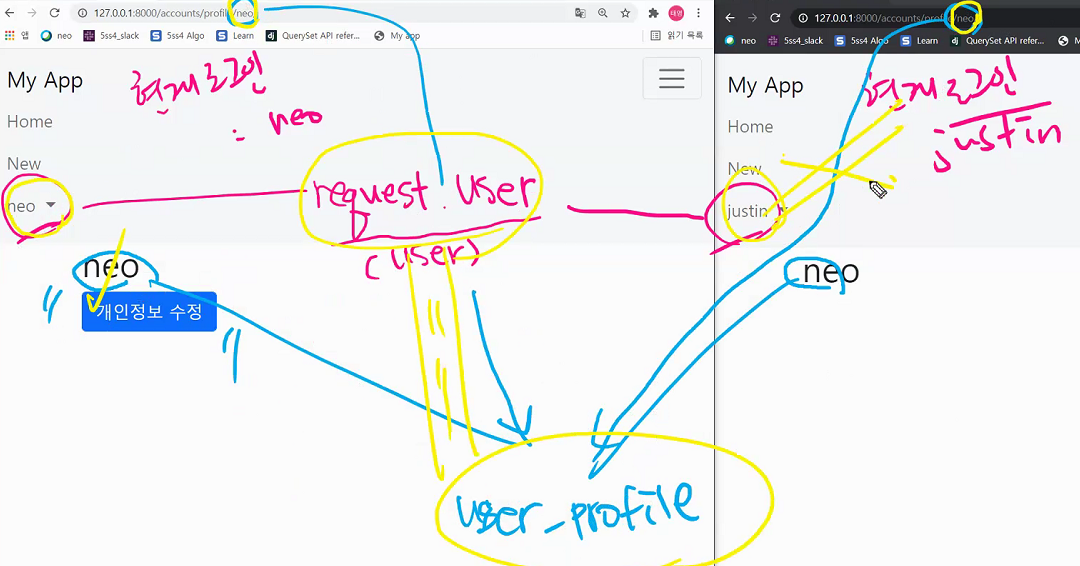 127.0.0.1:8000/accounts/profile/neo
앱 neo 5ss4_slack 5ss4 Algo Learn QuerySet API refer... My app 읽기 목록
My App
Home
New
neo
neo
개인정보 수정
현재 로그인
: neo
request.user
(user)
user_profile
127.0.0.1:8000/accounts/profile/neo
neo 5ss4_slack 5ss4 Algo Learn QuerySet API refer...
My App
Home
New
justin
neo
현재 로그인
justin